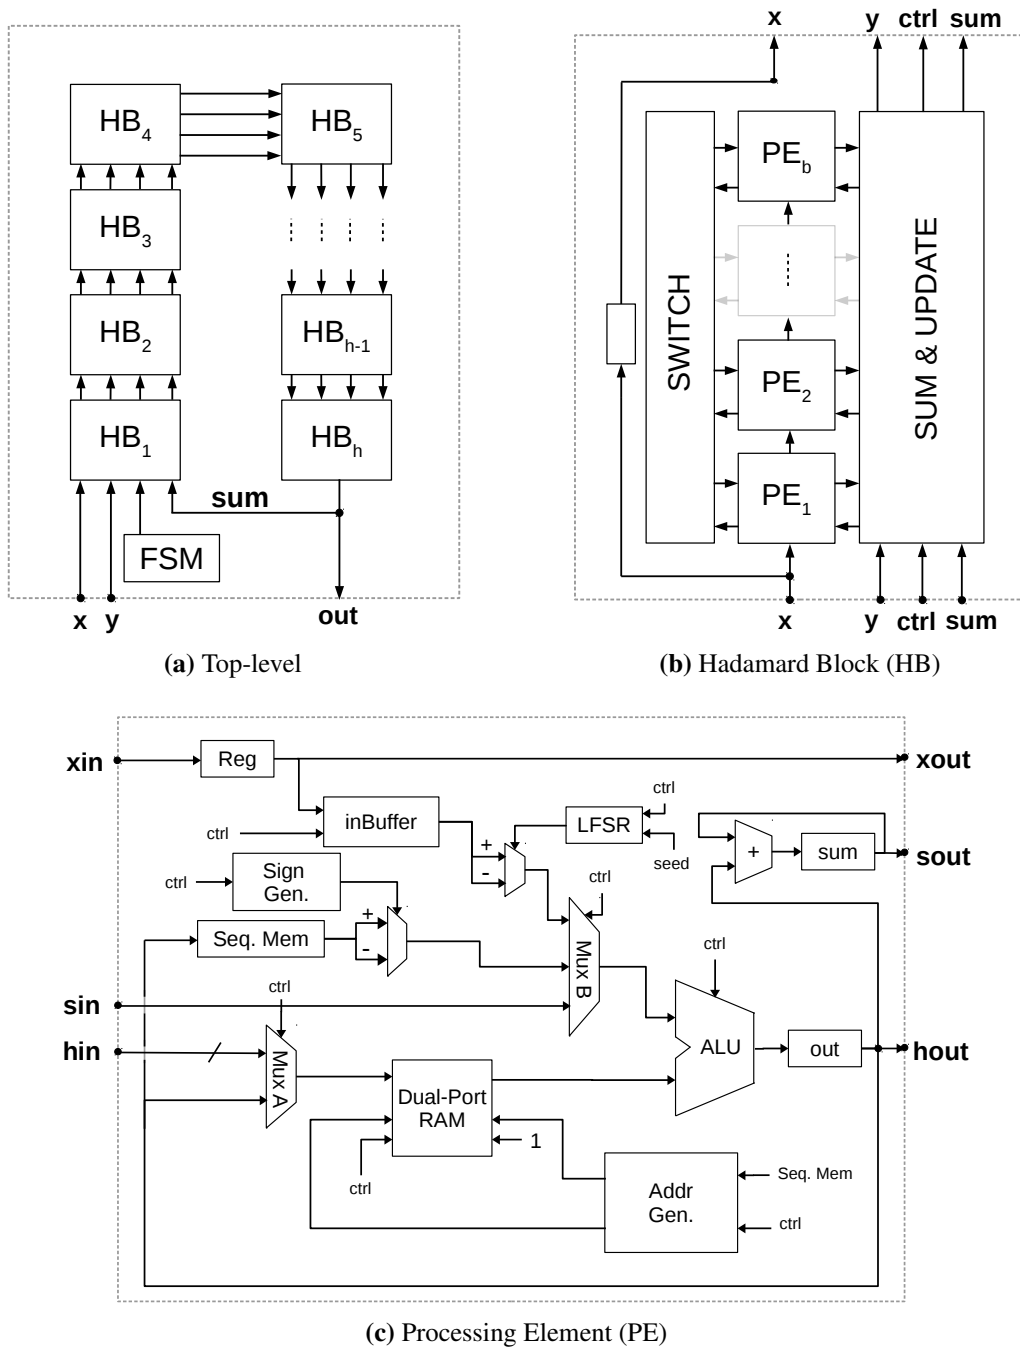 HB4
HB5
HB3
HB2
HBh-1
HB1
HBh
sum
FSM
x y
out
(a) Top-level
x
y ctrl sum
SWITCH
PEb
PE2
PE1
SUM & UPDATE
x
y ctrl sum
(b) Hadamard Block (HB)
xin
Reg
xout
ctrl
inBuffer
ctrl
LFSR
seed
+
-
+
sum
sout
ctrl
Sign
Gen.
ctrl
Seq. Mem
+
-
Mux B
ctrl
sin
ctrl
hin
Mux A
ALU
out
hout
Dual-Port
RAM
1
ctrl
Addr
Gen.
Seq. Mem
ctrl
(c) Processing Element (PE)